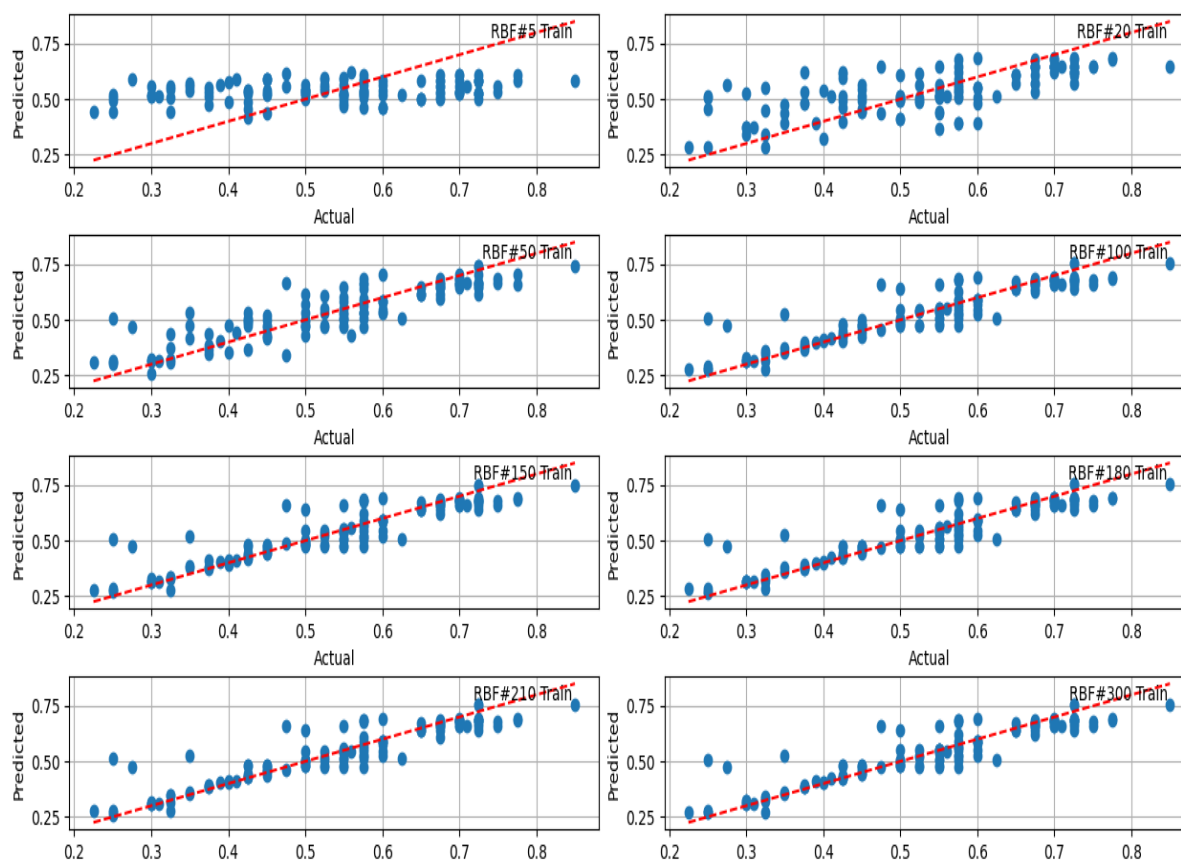 RBF#5 Train
RBF#20 Train
0.75
0.50
0.25
Predicted
0.2 0.3 0.4 0.5 0.6 0.7 0.8
Actual
0.75
0.50
0.25
Predicted
0.2 0.3 0.4 0.5 0.6 0.7 0.8
Actual
RBF#50 Train
RBF#100 Train
0.75
0.50
0.25
Predicted
0.2 0.3 0.4 0.5 0.6 0.7 0.8
Actual
0.75
0.50
0.25
Predicted
0.2 0.3 0.4 0.5 0.6 0.7 0.8
Actual
RBF#150 Train
RBF#180 Train
0.75
0.50
0.25
Predicted
0.2 0.3 0.4 0.5 0.6 0.7 0.8
Actual
0.75
0.50
0.25
Predicted
0.2 0.3 0.4 0.5 0.6 0.7 0.8
Actual
RBF#210 Train
RBF#300 Train
0.75
0.50
0.25
Predicted
0.2 0.3 0.4 0.5 0.6 0.7 0.8
0.75
0.50
0.25
Predicted
0.2 0.3 0.4 0.5 0.6 0.7 0.8